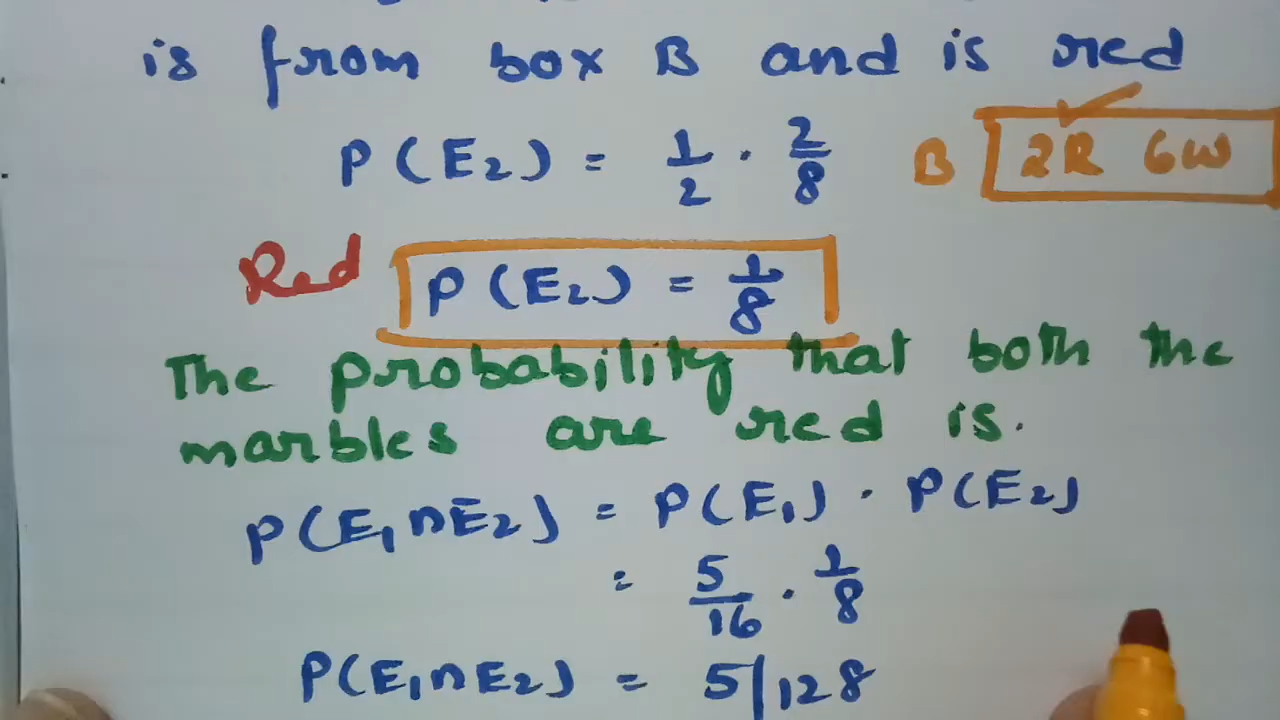 is from box B and is red
P(E₂) = 1/2 · 2/8
B 2R 6W
Red P(E₂) = 1/8
The probability that both the
marbles are red is.
P(E₁∩E₂) = P(E₁) · P(E₂)
= 5/16 · 1/8
P(E₁∩E₂) = 5/128